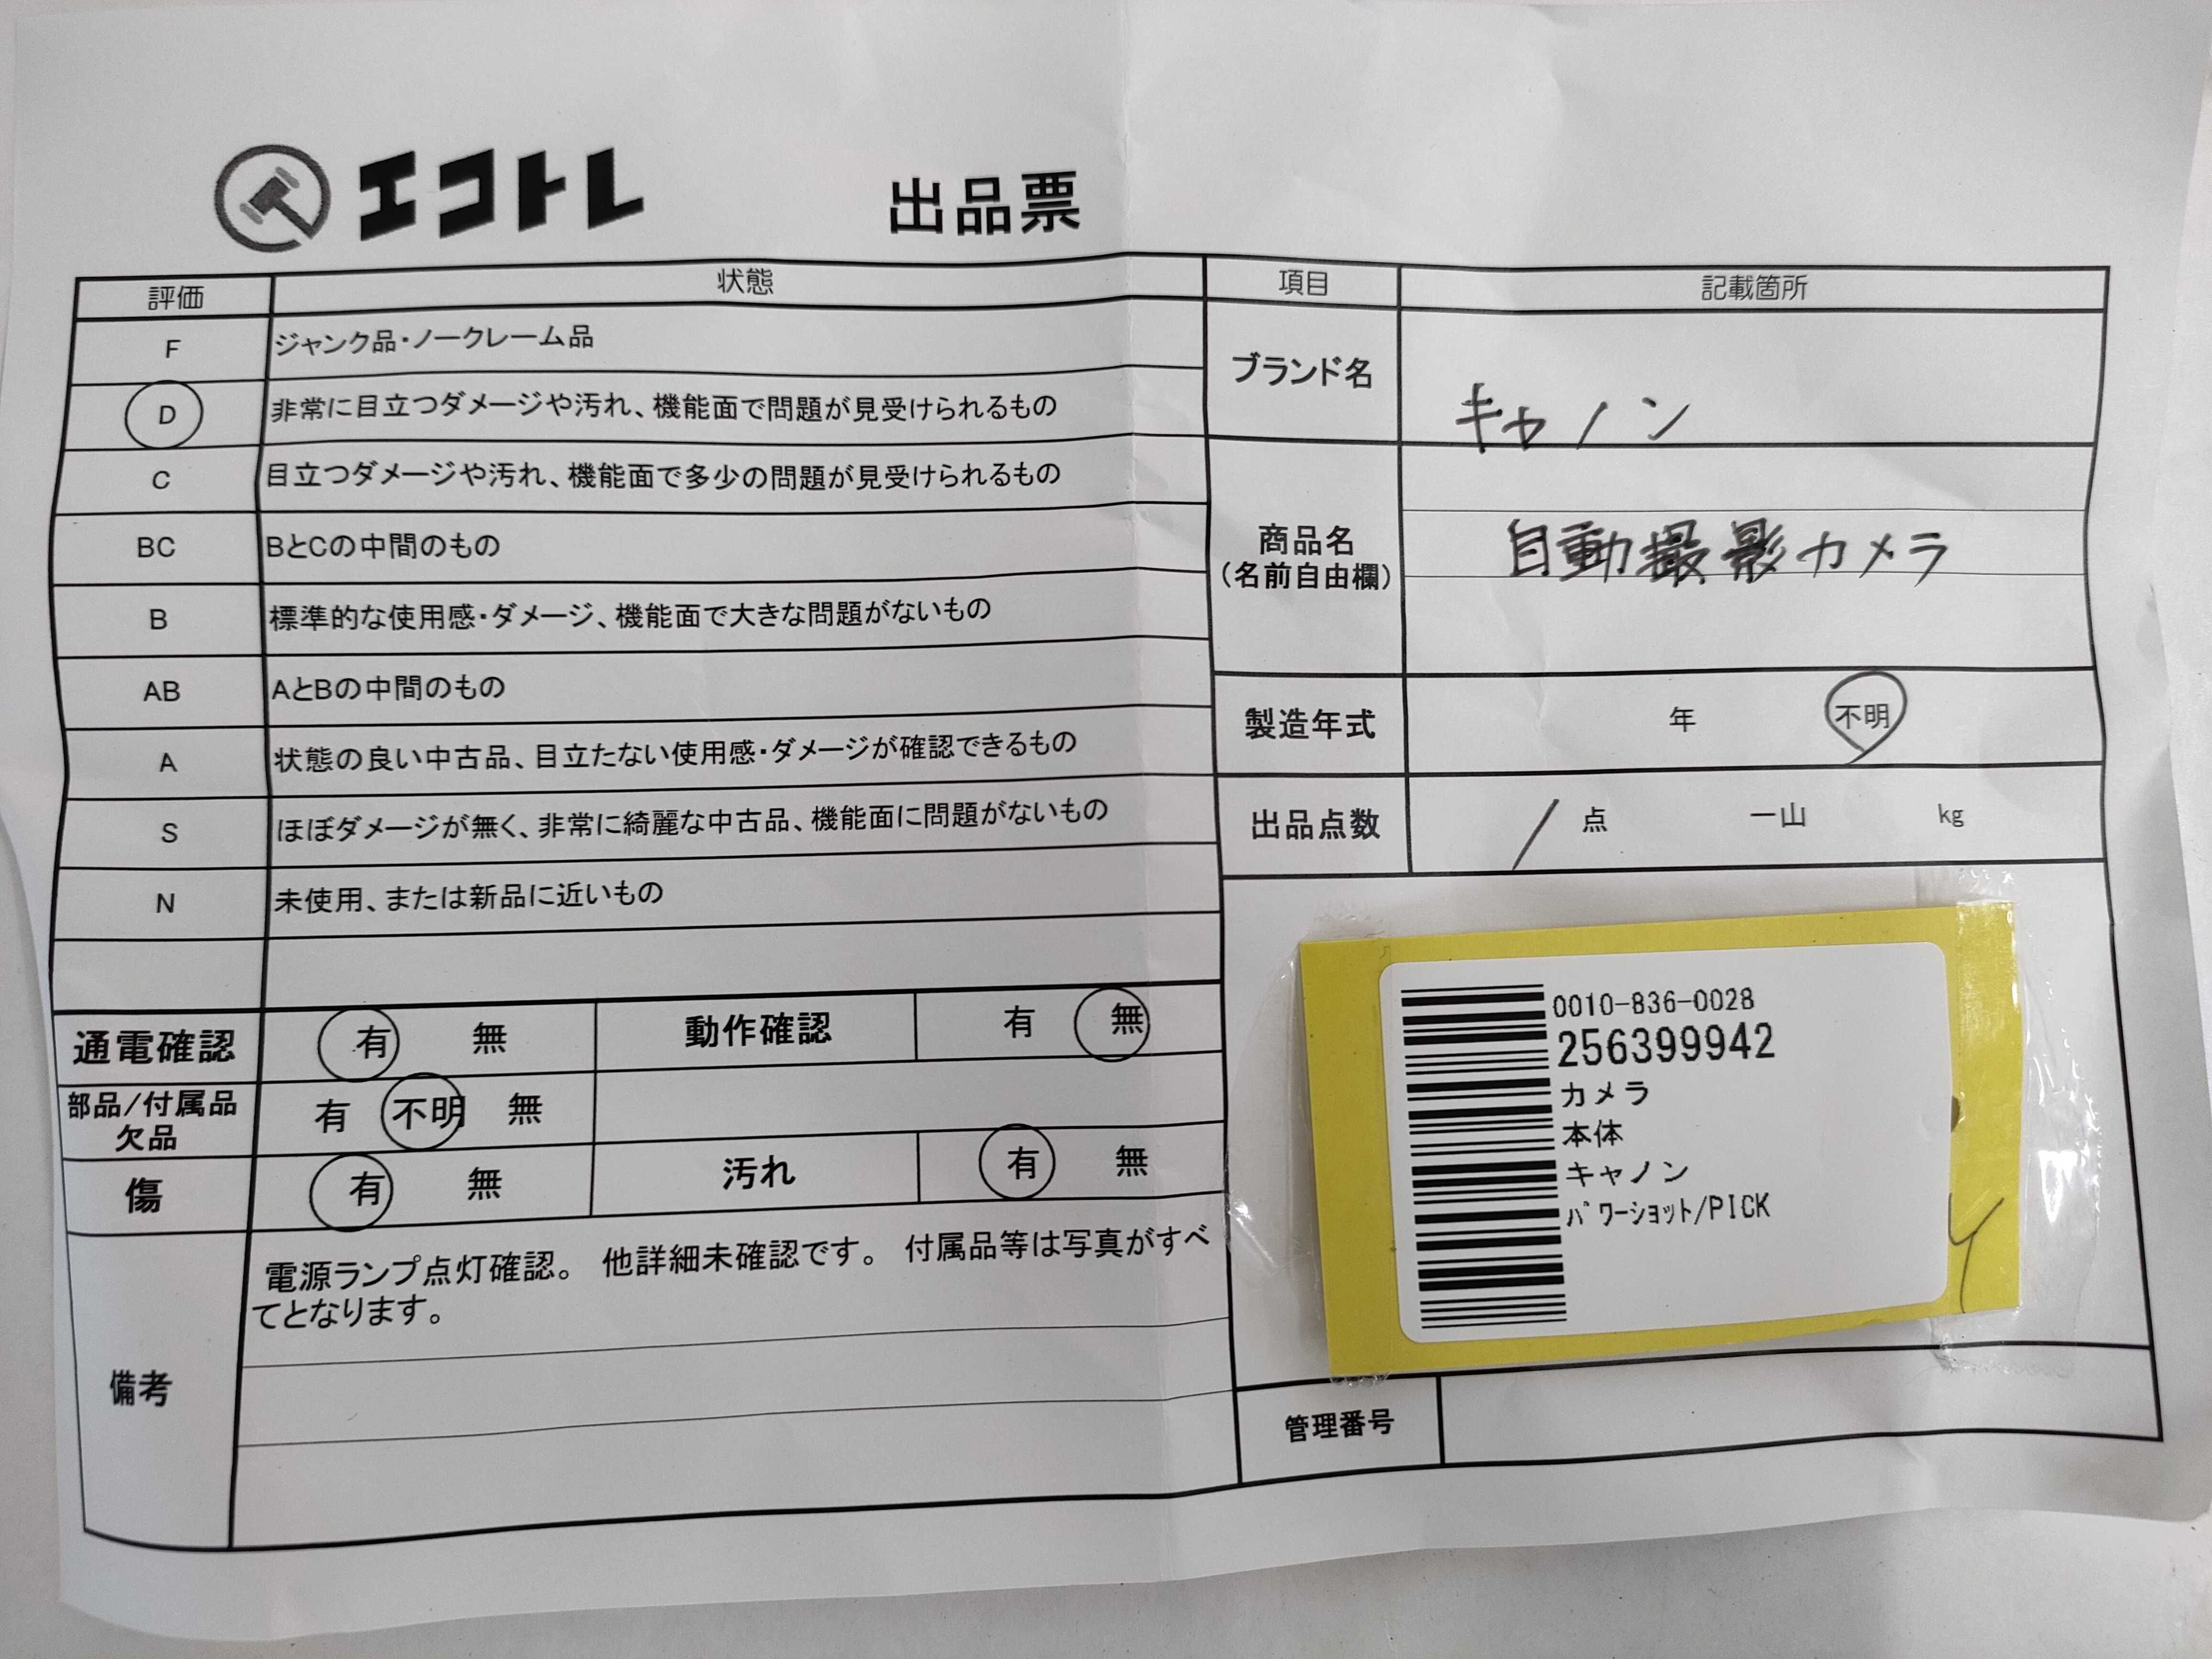 エコトレ 出品票
評価 状態
F ジャンク品・ノークレーム品
D 非常に目立つダメージや汚れ、機能面で問題が見受けられるもの
C 目立つダメージや汚れ、機能面で多少の問題が見受けられるもの
BC BとCの中間のもの
B 標準的な使用感・ダメージ、機能面で大きな問題がないもの
AB AとBの中間のもの
A 状態の良い中古品、目立たない使用感・ダメージが確認できるもの
S ほぼダメージが無く、非常に綺麗な中古品、機能面に問題がないもの
N 未使用、または新品に近いもの
通電確認 有 無 動作確認 有 無
部品/付属品
欠品 有 不明 無
傷 有 無 汚れ 有 無
備考
電源ランプ点灯確認。 他詳細未確認です。 付属品等は写真がすべ
てとなります。
項目 記載箇所
ブランド名 キャノン
商品名
(名前自由欄)
自動撮影カメラ
製造年式 年 不明
出品点数 / 点 一山 kg
0010-836-0028
256399942
カメラ
本体
キャノン
ﾊﾟﾜｰｼｮｯﾄ/PICK
管理番号